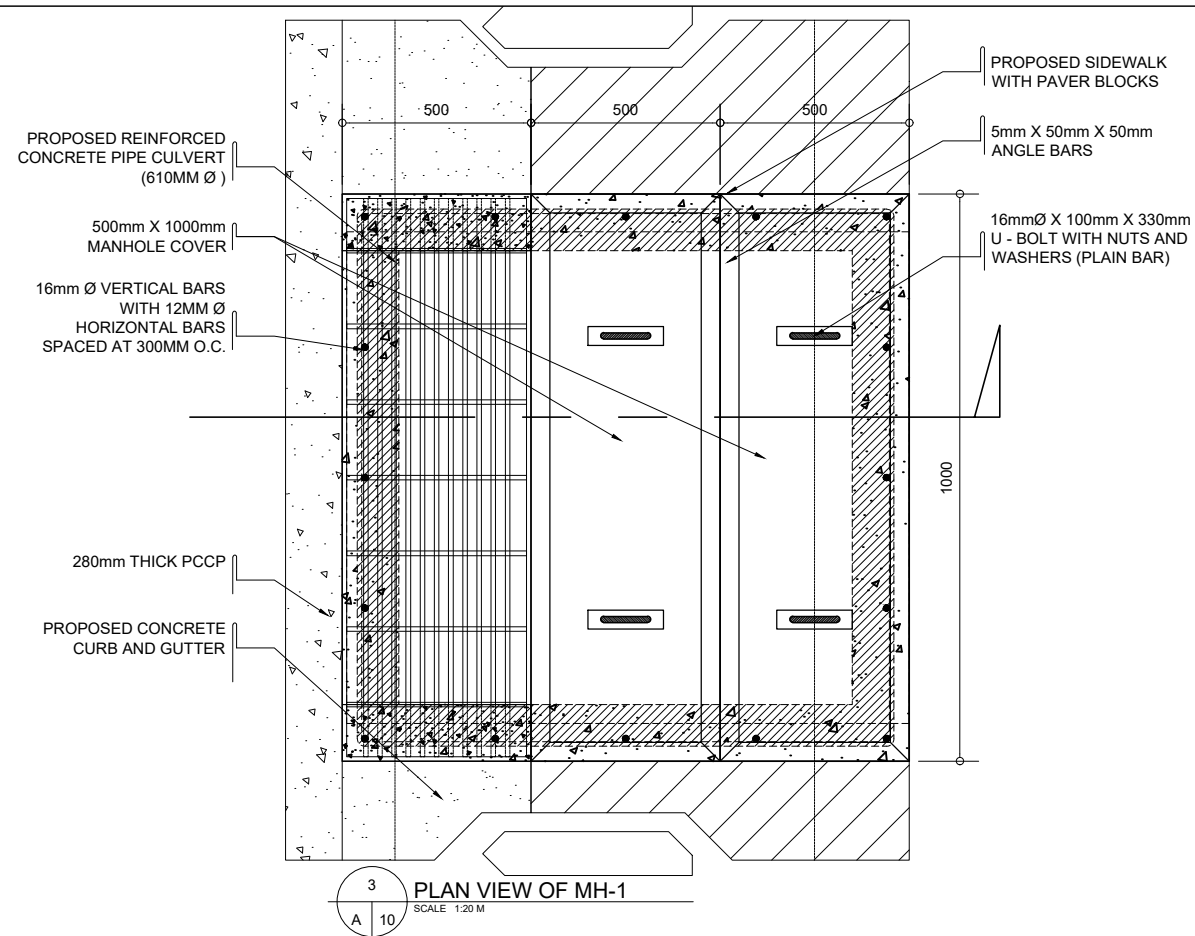 500
500
500
PROPOSED SIDEWALK
WITH PAVER BLOCKS
5mm X 50mm X 50mm
ANGLE BARS
16mmØ X 100mm X 330mm
U - BOLT WITH NUTS AND
WASHERS (PLAIN BAR)
PROPOSED REINFORCED
CONCRETE PIPE CULVERT
(610MM Ø )
500mm X 1000mm
MANHOLE COVER
16mm Ø VERTICAL BARS
WITH 12MM Ø
HORIZONTAL BARS
SPACED AT 300MM O.C.
1000
280mm THICK PCCP
PROPOSED CONCRETE
CURB AND GUTTER
3
A 10
PLAN VIEW OF MH-1
SCALE 1:20 M